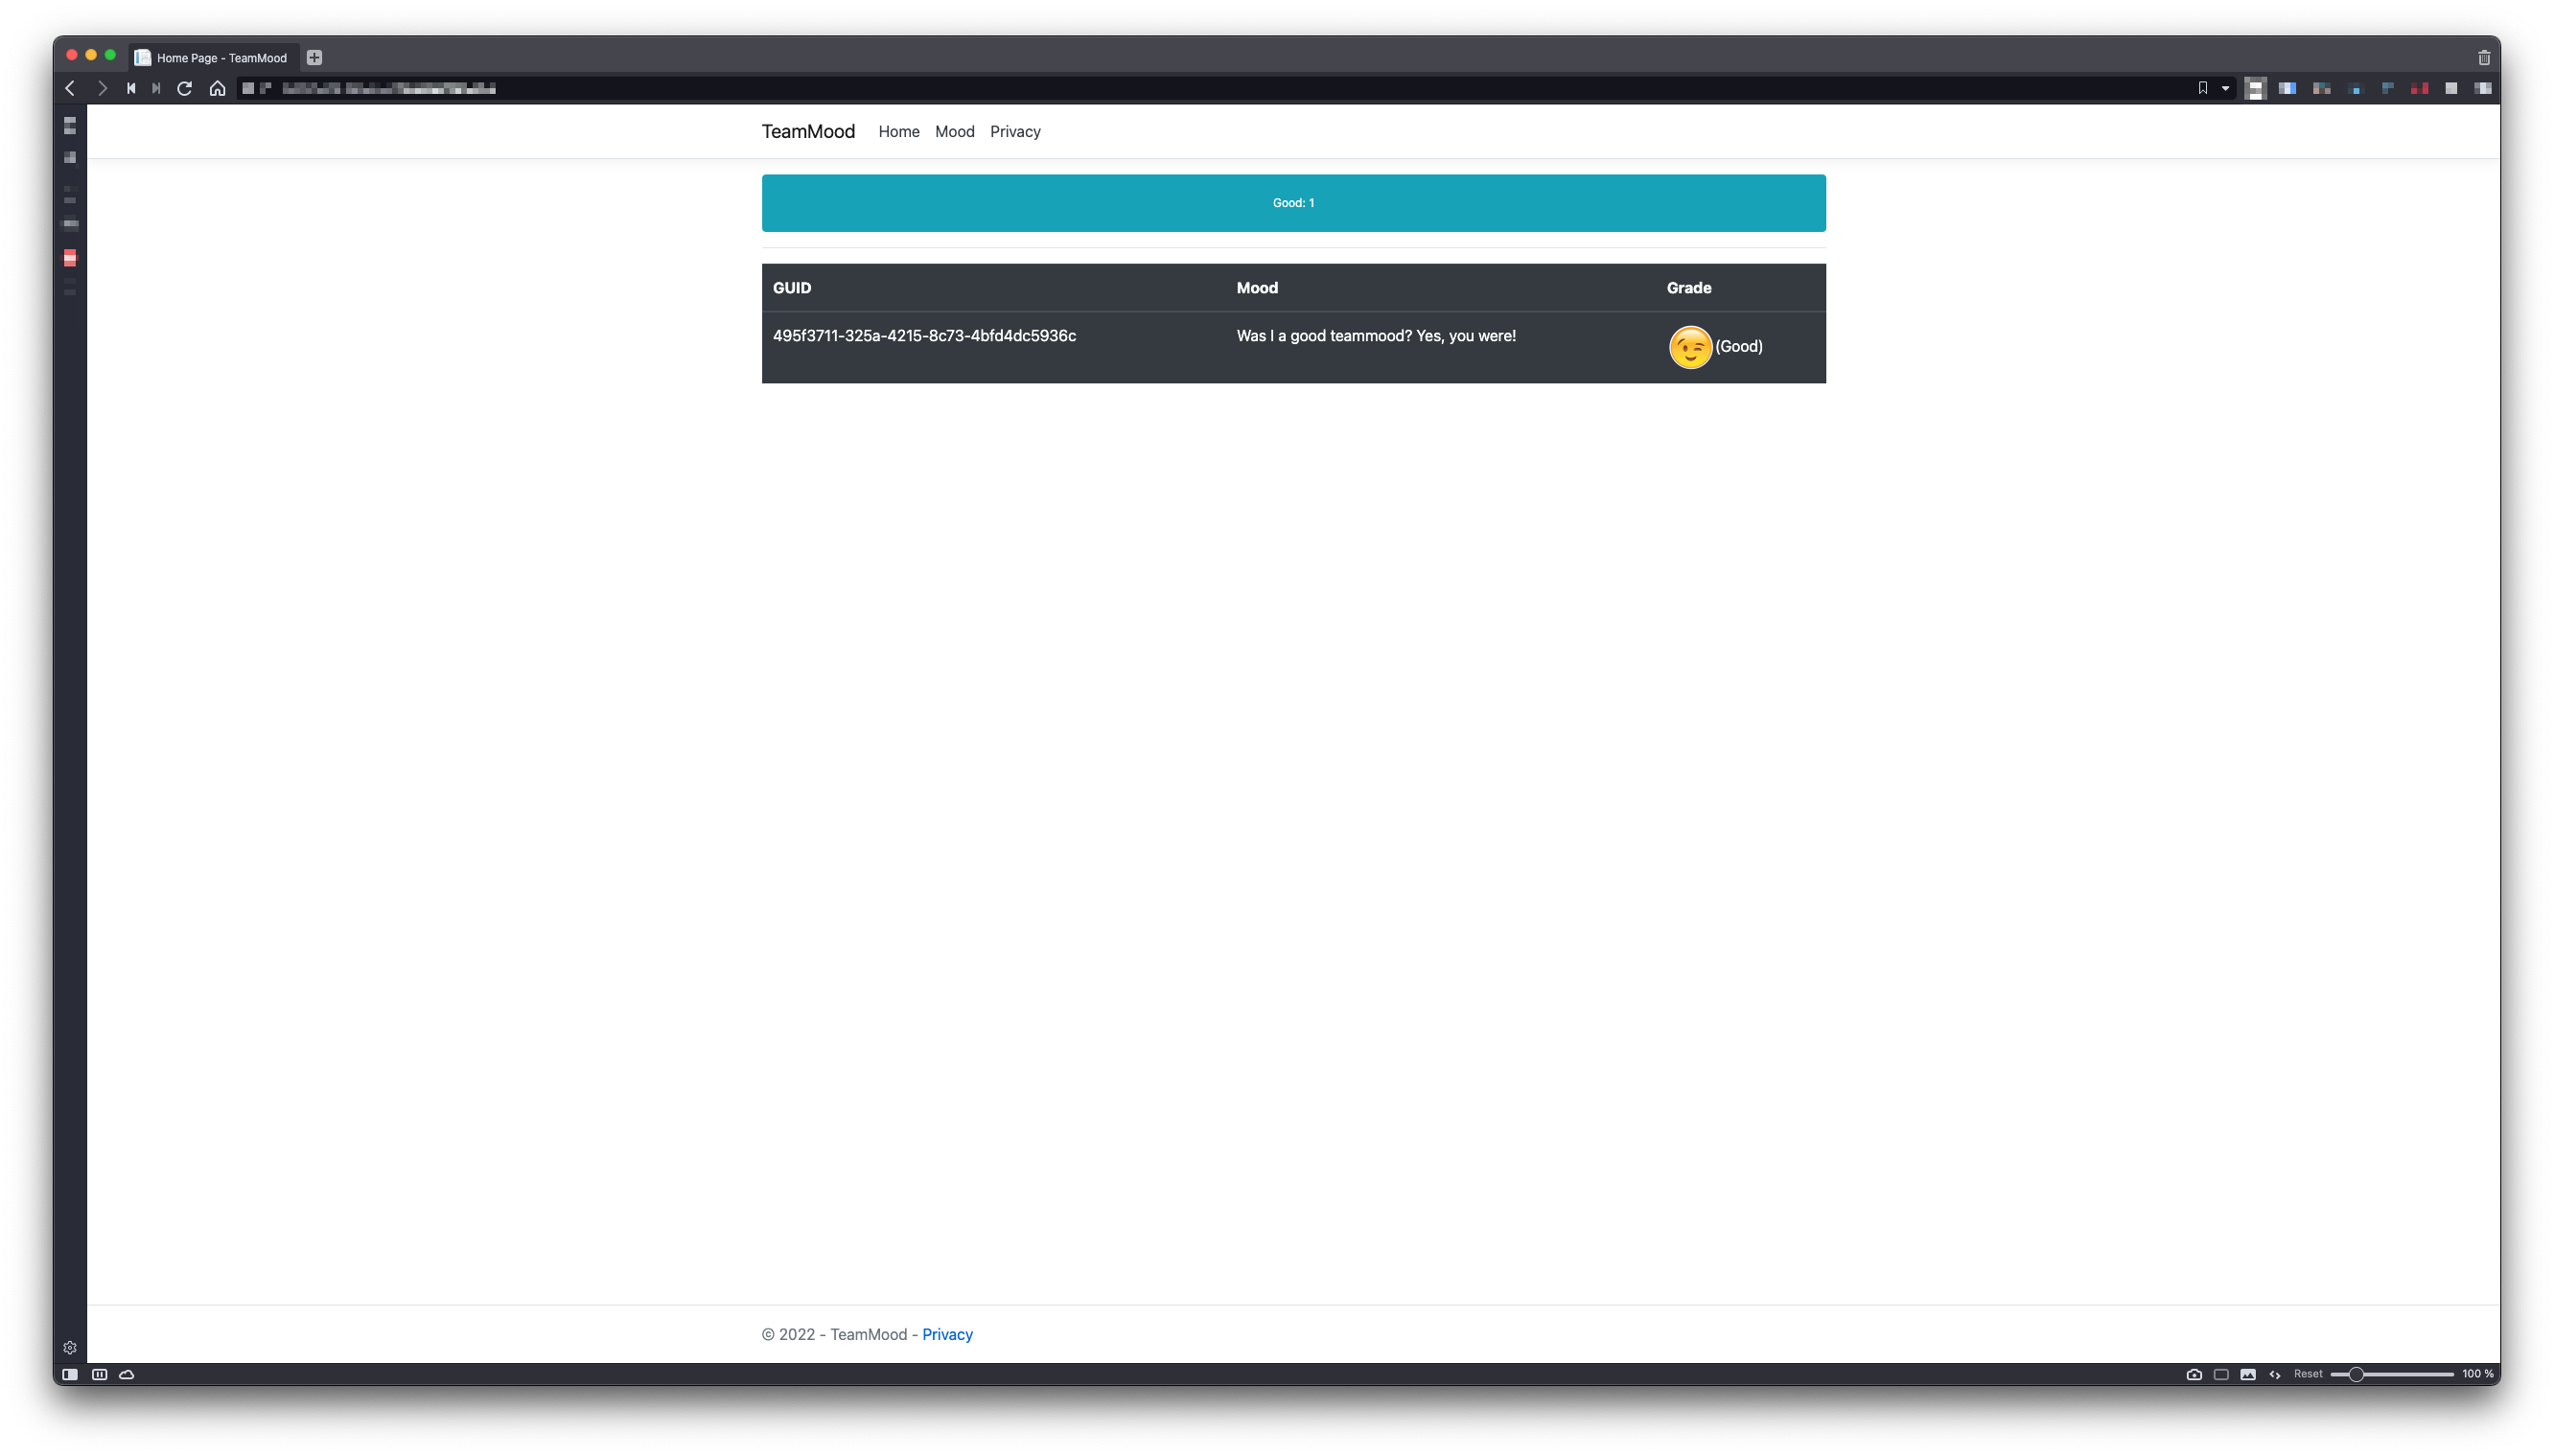 Home Page - TeamMood
TeamMood Home Mood Privacy
Good: 1
GUID Mood Grade
495f3711-325a-4215-8c73-4bfd4dc5936c Was I a good teammood? Yes, you were! (Good)
© 2022 - TeamMood - Privacy
Reset 100 %